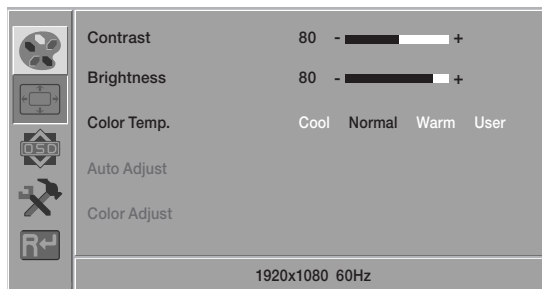 Contrast 80 - +
Brightness 80 - +
Color Temp. Cool Normal Warm User
OSD
Auto Adjust
Color Adjust
R
1920x1080 60Hz